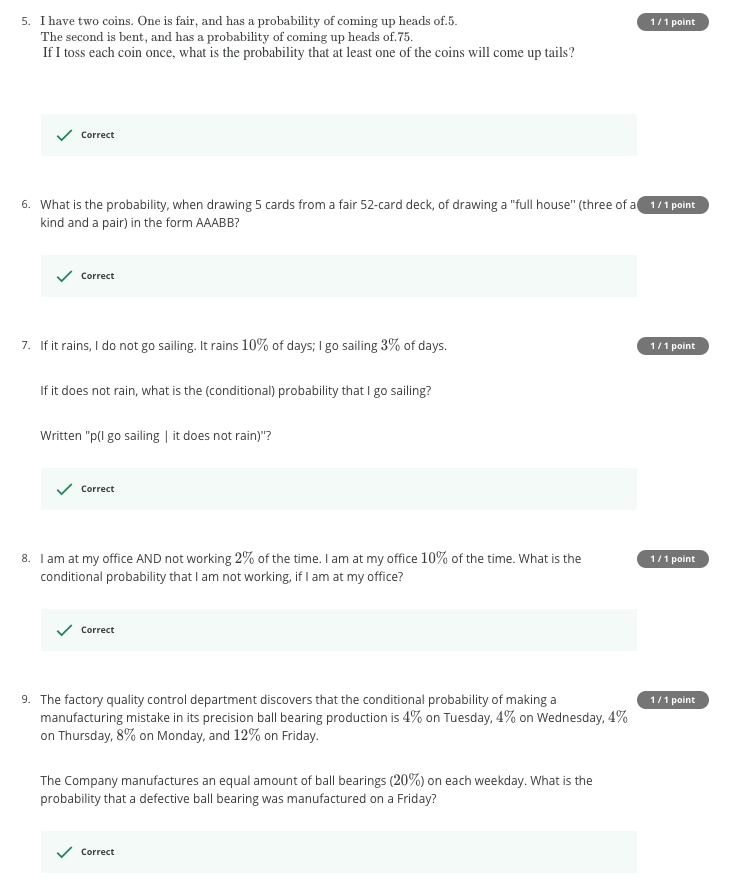 5. I have two coins. One is fair, and has a probability of coming up heads of.5.
1 / 1 point
The second is bent, and has a probability of coming up heads of.75.
If I toss each coin once, what is the probability that at least one of the coins will come up tails?
Correct
6. What is the probability, when drawing 5 cards from a fair 52-card deck, of drawing a "full house" (three of a
1 / 1 point
kind and a pair) in the form AAABB?
Correct
7. If it rains, I do not go sailing. It rains 10% of days; I go sailing 3% of days.
1 / 1 point
If it does not rain, what is the (conditional) probability that I go sailing?
Written "p(I go sailing | it does not rain)"?
Correct
8. I am at my office AND not working 2% of the time. I am at my office 10% of the time. What is the
1 / 1 point
conditional probability that I am not working, if I am at my office?
Correct
9. The factory quality control department discovers that the conditional probability of making a
1 / 1 point
manufacturing mistake in its precision ball bearing production is 4% on Tuesday, 4% on Wednesday, 4%
on Thursday, 8% on Monday, and 12% on Friday.
The Company manufactures an equal amount of ball bearings (20%) on each weekday. What is the
probability that a defective ball bearing was manufactured on a Friday?
Correct